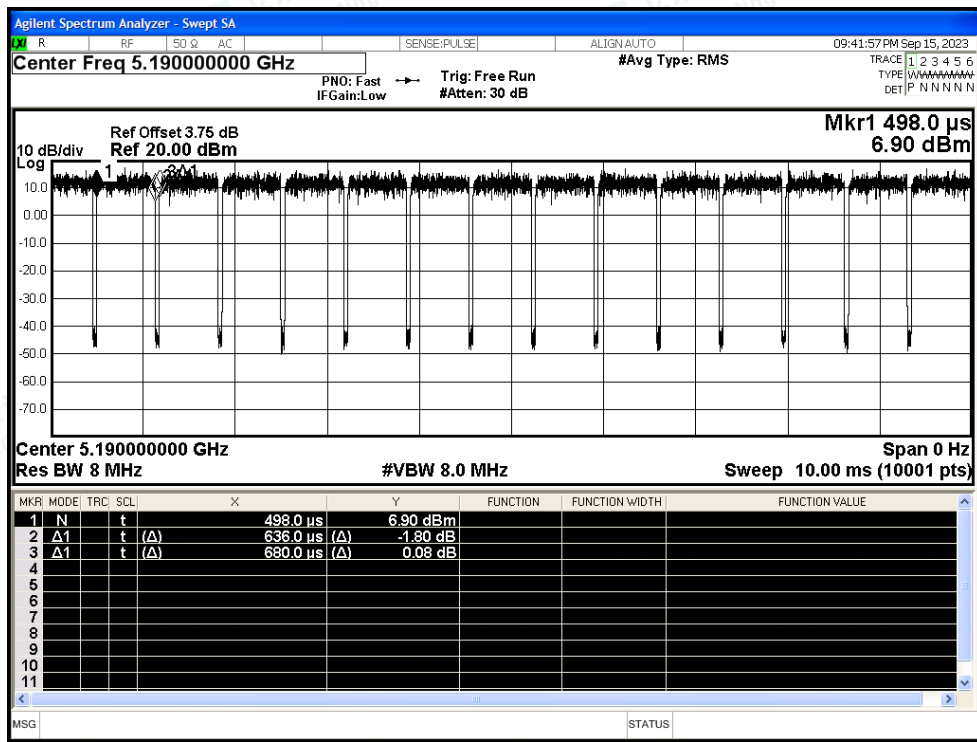 Agilent Spectrum Analyzer - Swept SA
LXI R RF 50 Ω AC SENSE:PULSE ALIGN AUTO 09:41:57 PM Sep 15, 2023
Center Freq 5.190000000 GHz #Avg Type: RMS TRACE 1 2 3 4 5 6
PNO: Fast Trig: Free Run TYPE WWWWWW
IFGain:Low #Atten: 30 dB DET P N N N N N
Mkr1 498.0 µs
Ref Offset 3.75 dB
10 dB/div Ref 20.00 dBm 6.90 dBm
Log
1 3Δ1
10.0
0.00
-10.0
-20.0
-30.0
-40.0
-50.0
-60.0
-70.0
Center 5.190000000 GHz Span 0 Hz
Res BW 8 MHz #VBW 8.0 MHz Sweep 10.00 ms (10001 pts)
MKR MODE TRC SCL X Y FUNCTION FUNCTION WIDTH FUNCTION VALUE
1 N t 498.0 µs 6.90 dBm
2 Δ1 t (Δ) 636.0 µs (Δ) -1.80 dB
3 Δ1 t (Δ) 680.0 µs (Δ) 0.08 dB
4
5
6
7
8
9
10
11
MSG STATUS